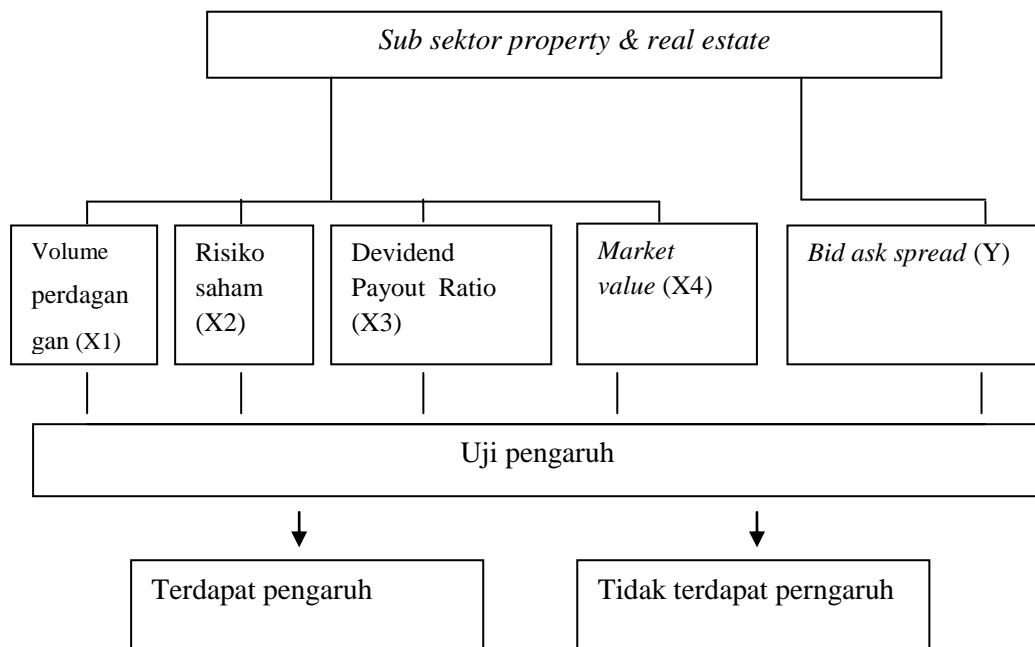 Sub sektor property & real estate
Volume
perdagan
gan (X1)
Risiko
saham
(X2)
Devidend
Payout Ratio
(X3)
Market
value (X4)
Bid ask spread (Y)
Uji pengaruh
Terdapat pengaruh
Tidak terdapat perngaruh